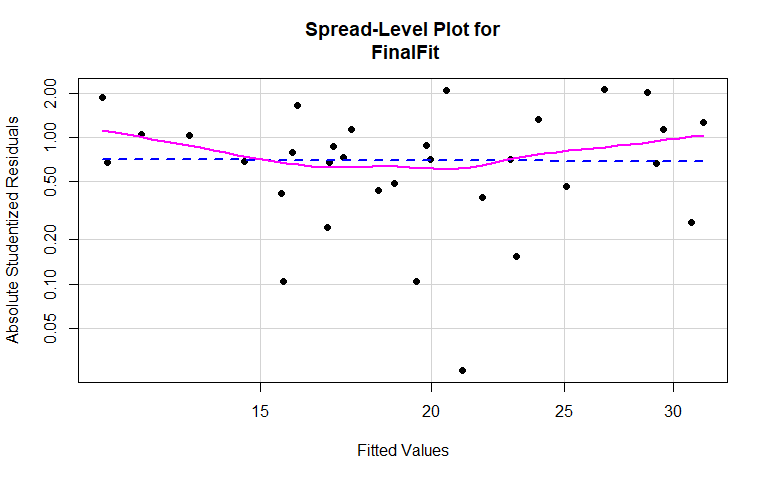 Spread-Level Plot for
FinalFit
Absolute Studentized Residuals
2.00
1.00
0.50
0.20
0.10
0.05
15 20 25 30
Fitted Values